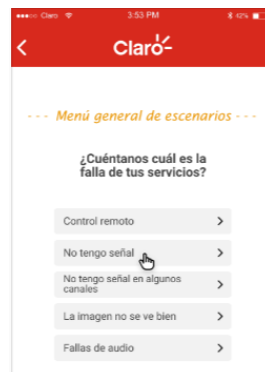 Claro 3:53 PM 42%
Claro
--- Menú general de escenarios ---
¿Cuéntanos cuál es la
falla de tus servicios?
Control remoto
No tengo señal
No tengo señal en algunos
canales
La imagen no se ve bien
Fallas de audio